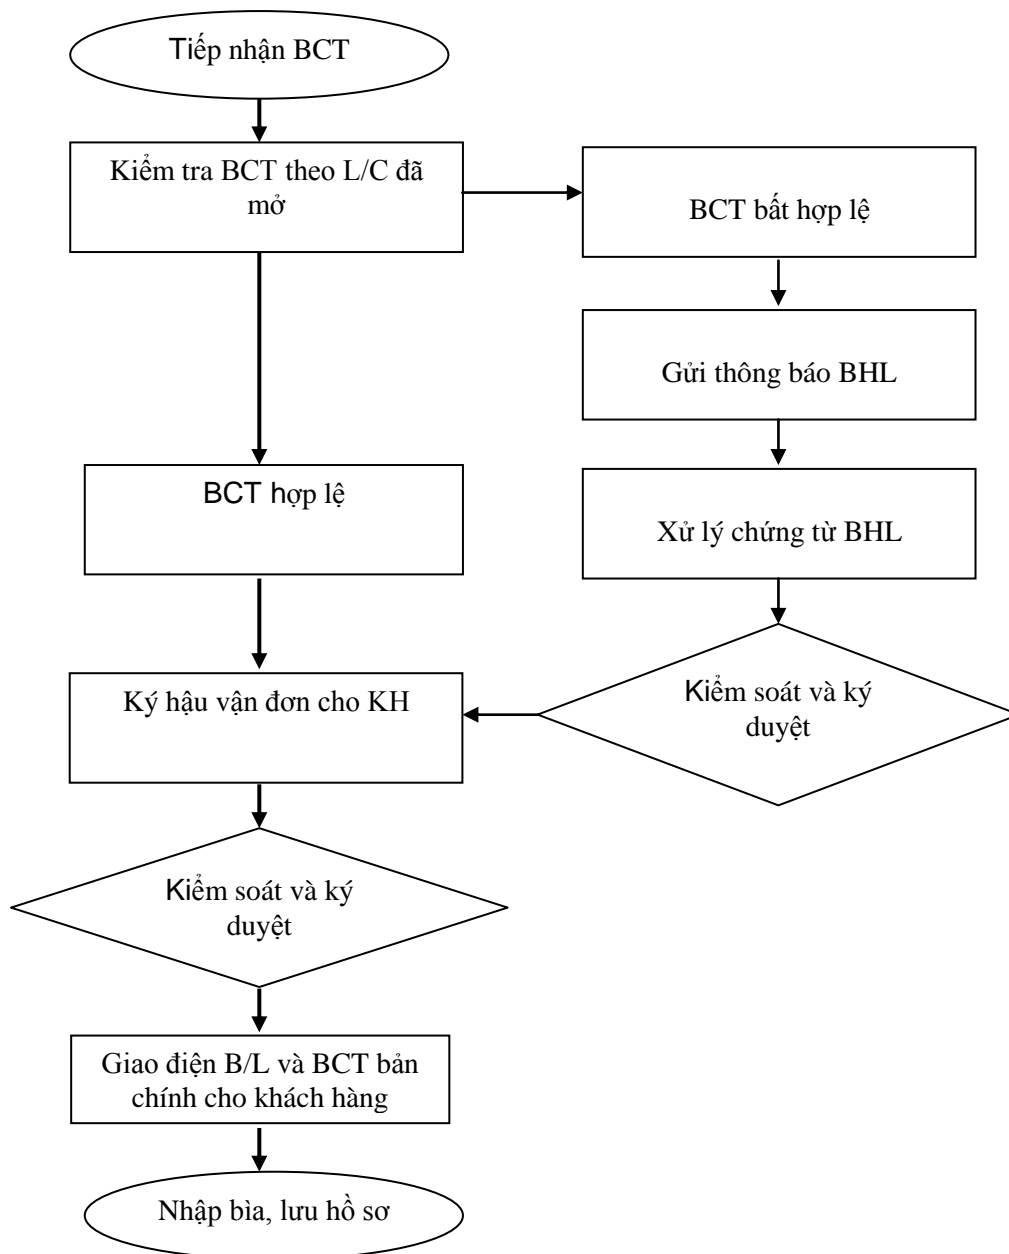 Tiếp nhận BCT
Kiểm tra BCT theo L/C đã
mở
BCT bất hợp lệ
Gửi thông báo BHL
BCT hợp lệ
Xử lý chứng từ BHL
Ký hậu vận đơn cho KH
Kiểm soát và ký
duyệt
Kiểm soát và ký
duyệt
Giao điện B/L và BCT bản
chính cho khách hàng
Nhập bìa, lưu hồ sơ